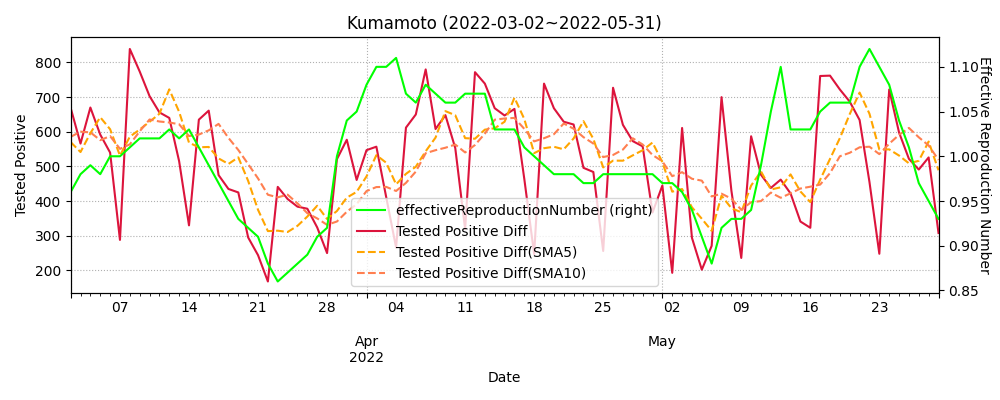 Kumamoto (2022-03-02~2022-05-31)
Tested Positive
800
700
600
500
400
300
200
1.10
1.05
1.00
0.95
0.90
0.85
Effective Reproduction Number
effectiveReproductionNumber (right)
Tested Positive Diff
Tested Positive Diff(SMA5)
Tested Positive Diff(SMA10)
07 14 21 28 04 11 18 25 02 09 16 23
Apr May
2022
Date